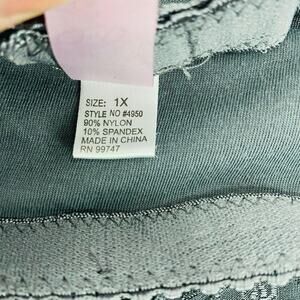 SIZE: 1X
STYLE NO #4950
90% NYLON
10% SPANDEX
MADE IN CHINA
RN 99747